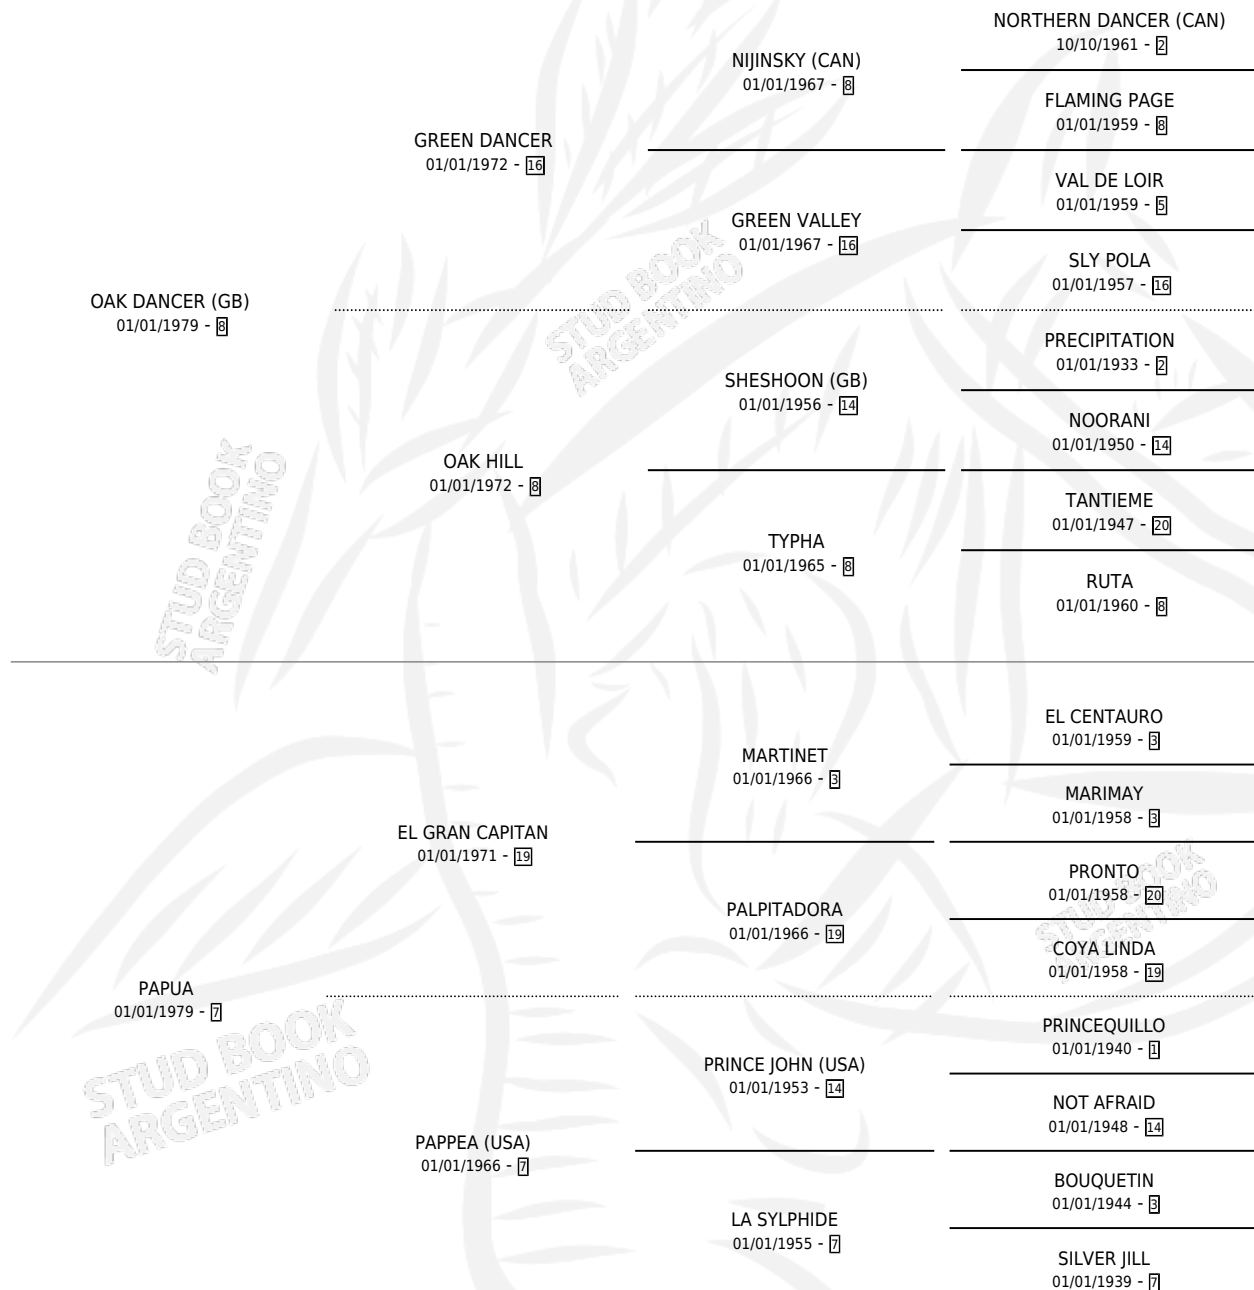 NORTHERN DANCER (CAN)
10/10/1961 - 2
NIJINSKY (CAN)
01/01/1967 - 8
FLAMING PAGE
01/01/1959 - 8
GREEN DANCER
01/01/1972 - 16
VAL DE LOIR
01/01/1959 - 5
GREEN VALLEY
01/01/1967 - 16
SLY POLA
01/01/1957 - 16
OAK DANCER (GB)
01/01/1979 - 8
PRECIPITATION
01/01/1933 - 2
SHESHOON (GB)
01/01/1956 - 14
NOORANI
01/01/1950 - 14
OAK HILL
01/01/1972 - 8
TANTIEME
01/01/1947 - 20
TYPHA
01/01/1965 - 8
RUTA
01/01/1960 - 8
EL CENTAURO
01/01/1959 - 3
MARTINET
01/01/1966 - 3
MARIMAY
01/01/1958 - 3
EL GRAN CAPITAN
01/01/1971 - 19
PRONTO
01/01/1958 - 20
PALPITADORA
01/01/1966 - 19
COYA LINDA
01/01/1958 - 19
PAPUA
01/01/1979 - 7
PRINCEQUILLO
01/01/1940 - 1
PRINCE JOHN (USA)
01/01/1953 - 14
NOT AFRAID
01/01/1948 - 14
PAPPEA (USA)
01/01/1966 - 7
BOUQUETIN
01/01/1944 - 3
LA SYLPHIDE
01/01/1955 - 7
SILVER JILL
01/01/1939 - 7
STUD BOOK
ARGENTINO
STUD BOOK
ARGENTINO
STUD BOOK
ARGENTINO
STUD BOOK
ARGENTINO